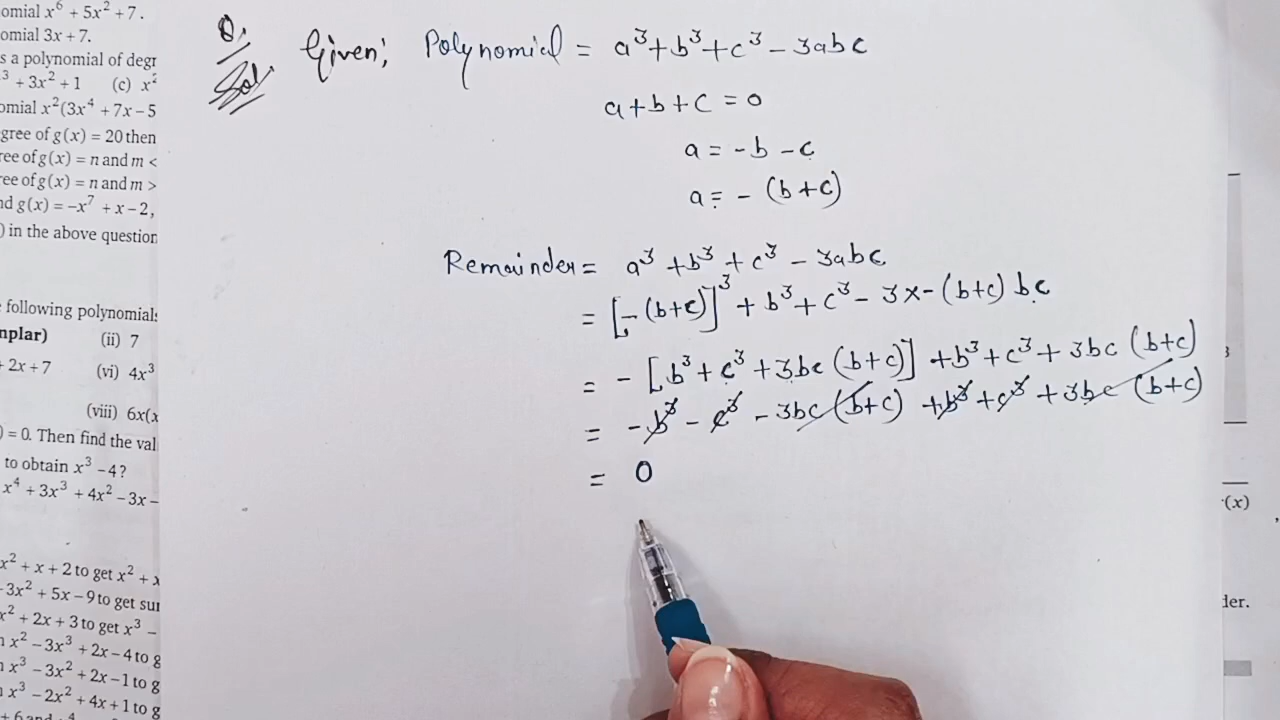 omial x⁶ + 5x² + 7.
omial 3x + 7.
s a polynomial of degr
³ + 3x² + 1 (c) x²
omial x²(3x⁴ + 7x – 5
gree of g(x) = 20 then
ree of g(x) = n and m <
ree of g(x) = n and m >
nd g(x) = –x⁷ + x – 2,
) in the above question
following polynomials
nplar) (ii) 7
+ 2x + 7 (vi) 4x³
(viii) 6x(x
) = 0. Then find the val
to obtain x³ – 4?
x⁴ + 3x³ + 4x² – 3x –
x² + x + 2 to get x² + x
- 3x² + 5x – 9 to get sur
x² + 2x + 3 to get x³ –
x² – 3x³ + 2x – 4 to g
x³ – 3x² + 2x – 1 to g
x³ – 2x² + 4x + 1 to g
Q.
Sol. Given; Polynomial = a³ + b³ + c³ – 3abc
a + b + c = 0
a = -b - c
a = - (b+c)
Remainder = a³ + b³ + c³ – 3abc
= [- (b+c)]³ + b³ + c³ – 3x - (b+c) bc
= - [b³ + c³ + 3bc (b+c)] + b³ + c³ + 3bc (b+c)
= - b³ - c³ - 3bc (b+c) + b³ + c³ + 3bc (b+c)
= 0
(x)
der.